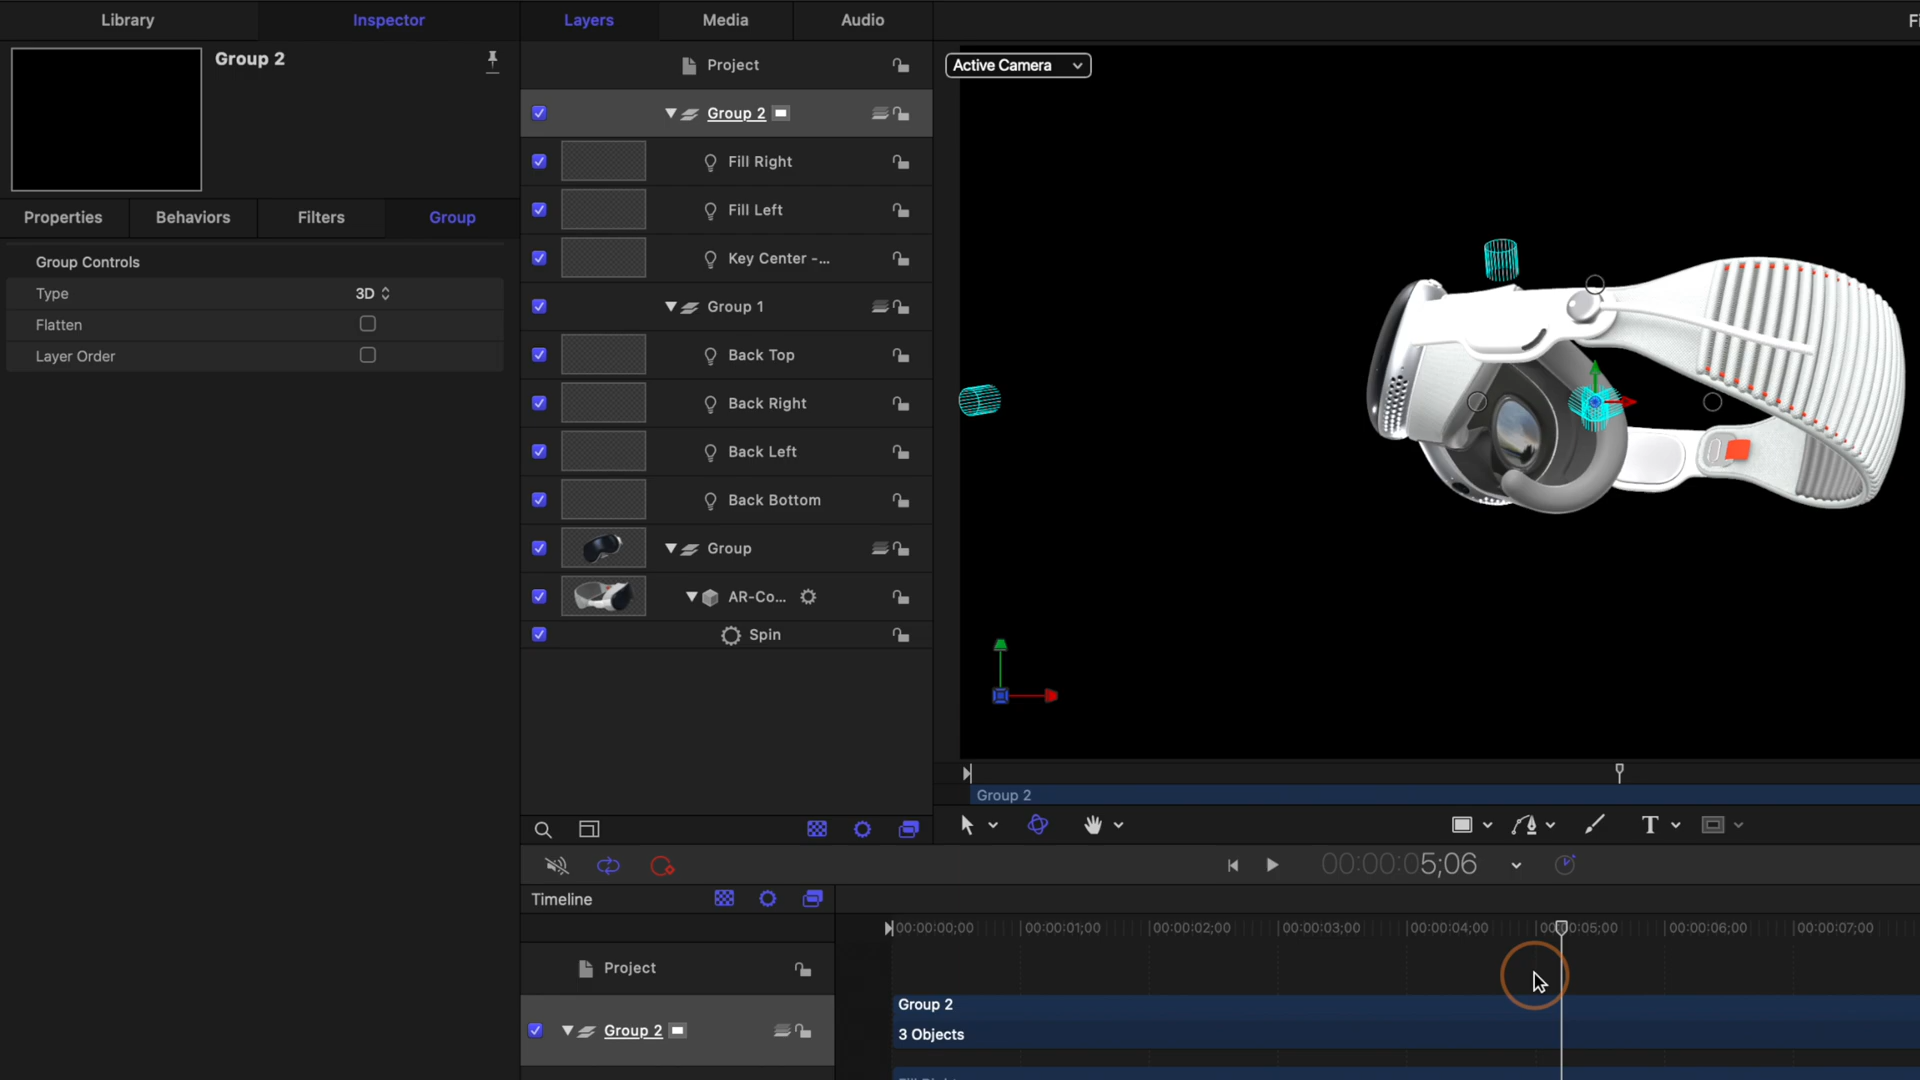 Library
Inspector
Layers
Media
Audio
Group 2
Project
Active Camera
Group 2
Fill Right
Properties
Behaviors
Filters
Group
Fill Left
Group Controls
Key Center -...
Type
3D
Group 1
Flatten
Layer Order
Back Top
Back Right
Back Left
Back Bottom
Group
AR-Co...
Spin
Group 2
T
00:00:05;06
Timeline
00:00:00;00
00:00:01;00
00:00:02;00
00:00:03;00
00:00:04;00
00:00:05;00
00:00:06;00
00:00:07;00
Project
Group 2
Group 2
3 Objects